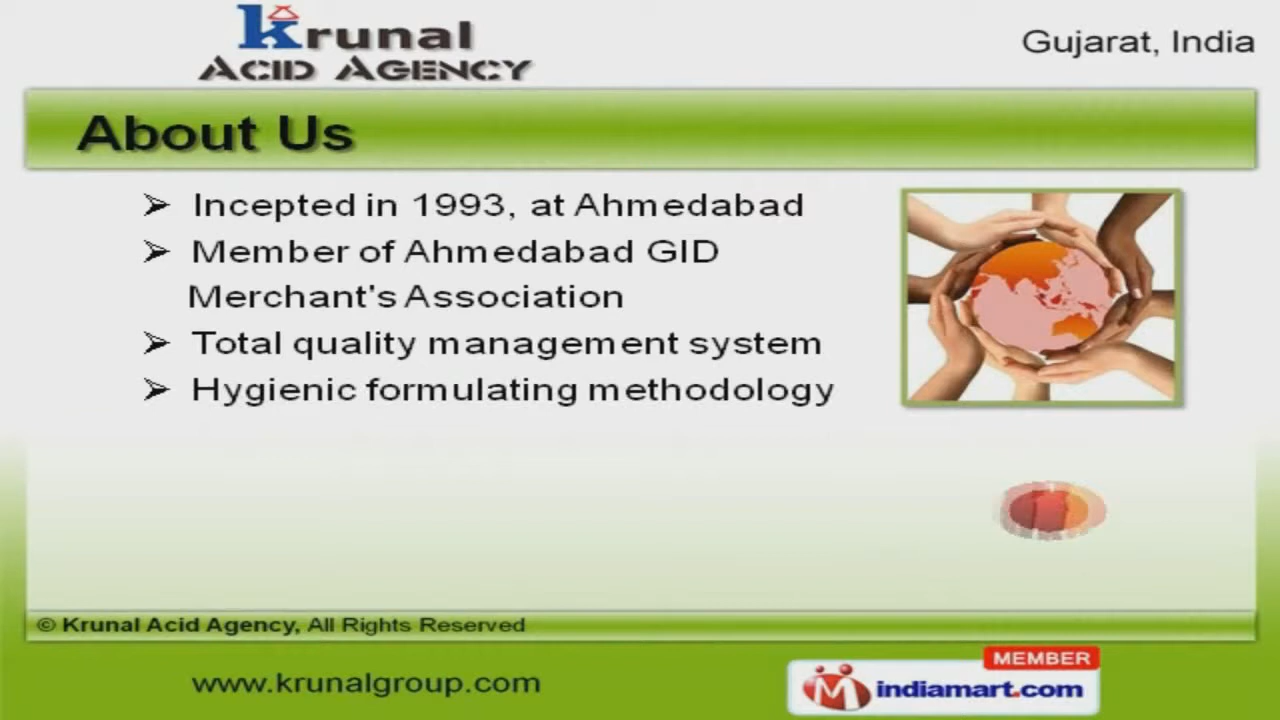 Krunal
ACID AGENCY
Gujarat, India
About Us
➢ Incepted in 1993, at Ahmedabad
➢ Member of Ahmedabad GID
Merchant's Association
➢ Total quality management system
➢ Hygienic formulating methodology
© Krunal Acid Agency, All Rights Reserved
www.krunalgroup.com
MEMBER
indiamart.com